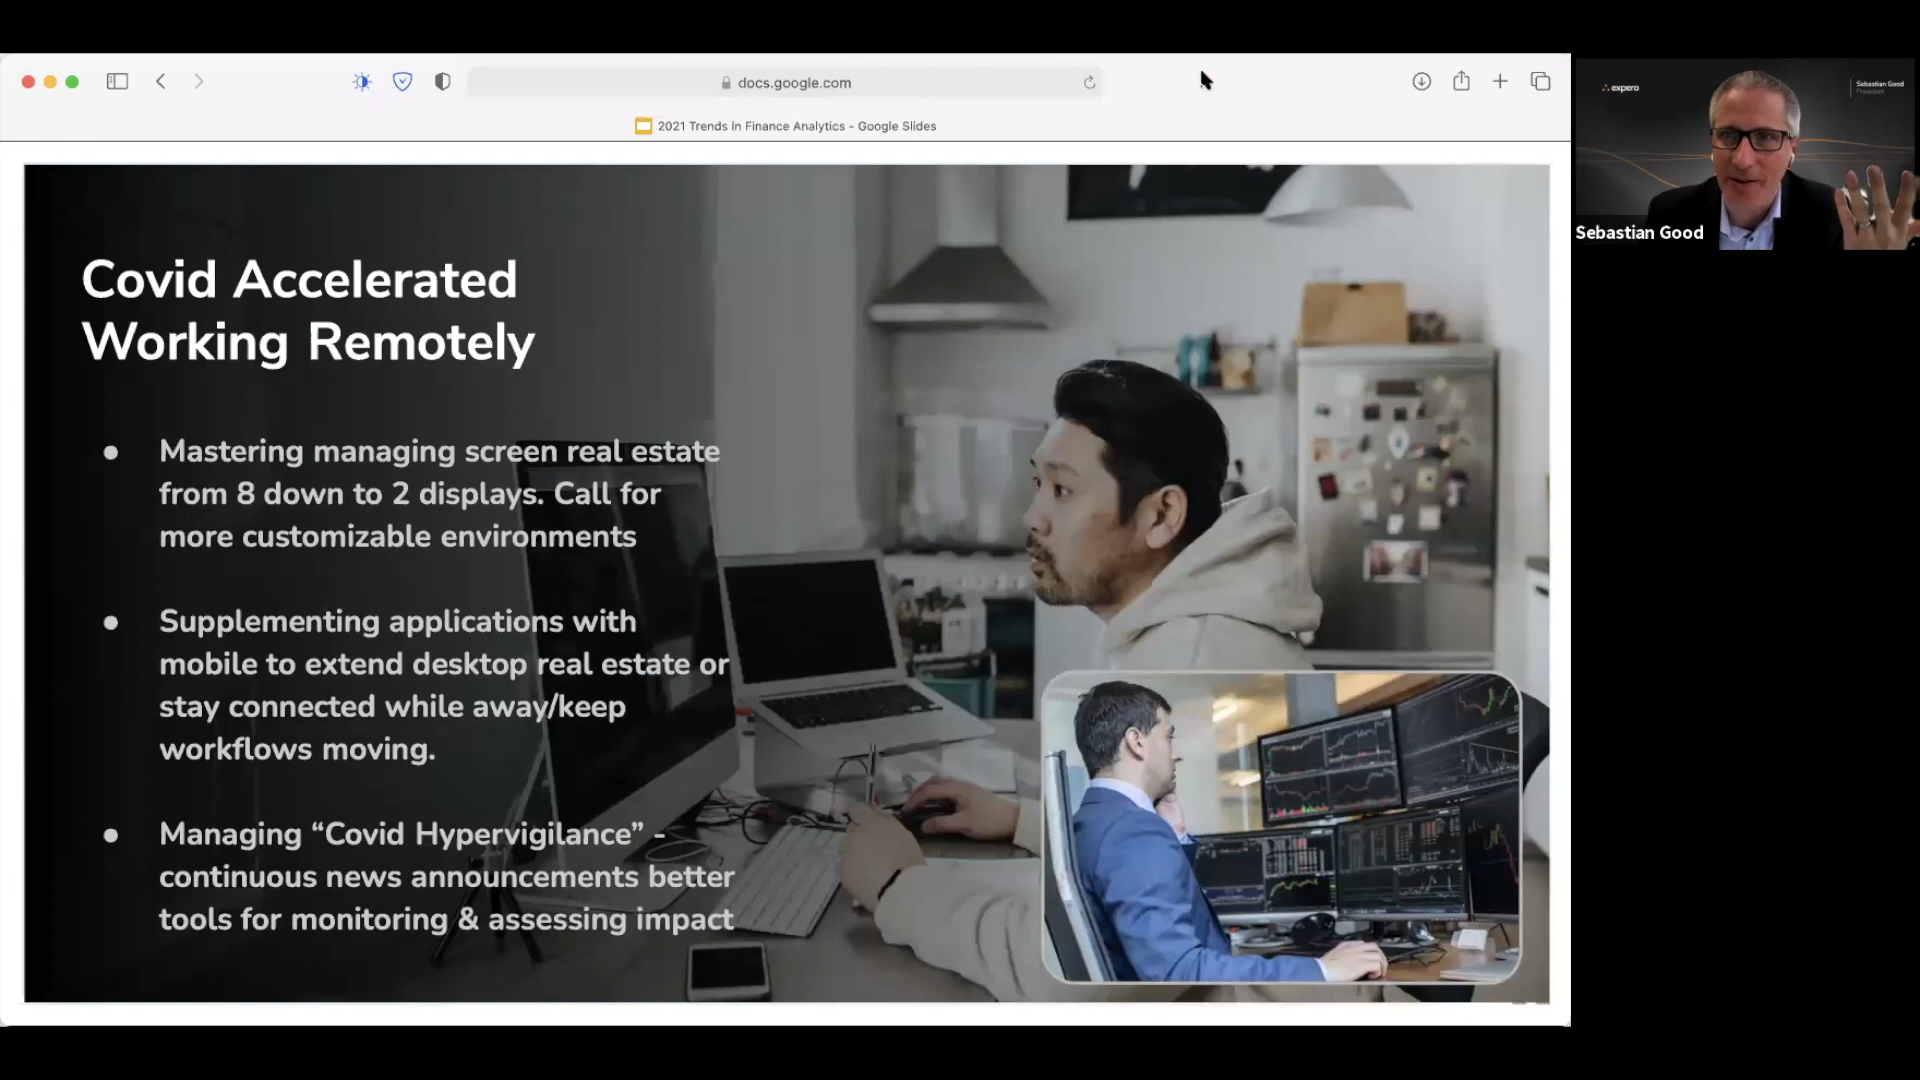 docs.google.com
2021 Trends in Finance Analytics - Google Slides
expero
Sebastian Good
President
Sebastian Good
Covid Accelerated
Working Remotely
● Mastering managing screen real estate
from 8 down to 2 displays. Call for
more customizable environments
● Supplementing applications with
mobile to extend desktop real estate or
stay connected while away/keep
workflows moving.
● Managing “Covid Hypervigilance” -
continuous news announcements better
tools for monitoring & assessing impact